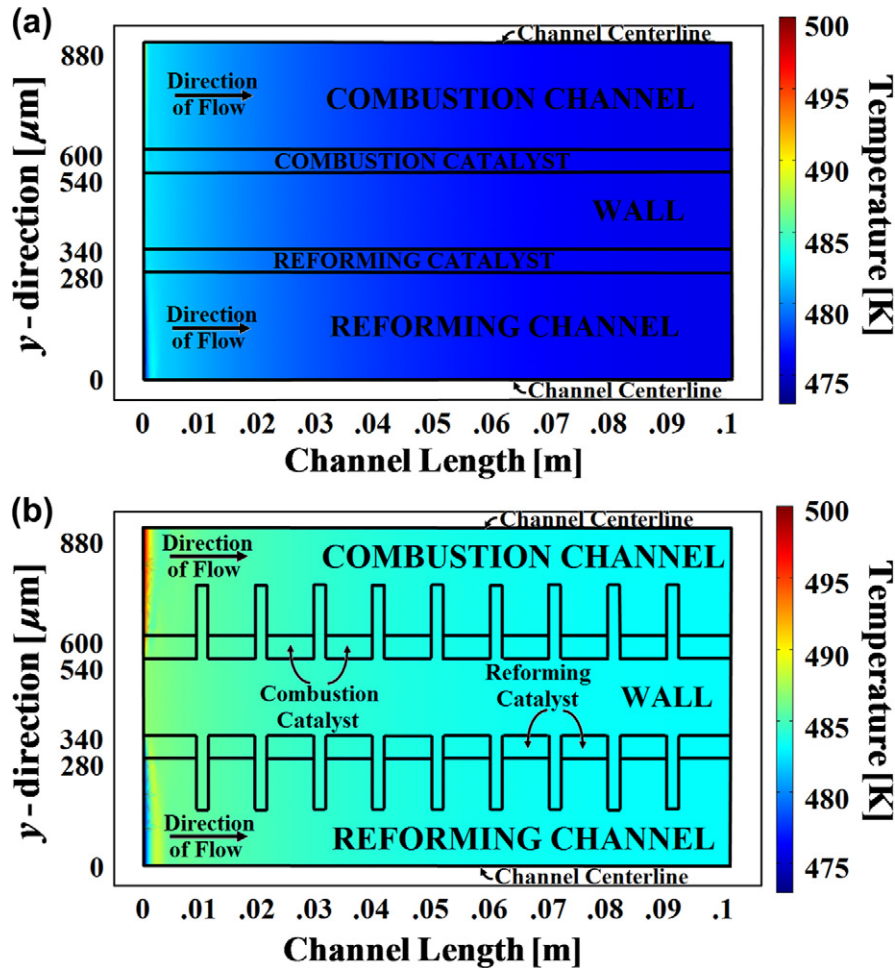 (a)
Channel Centerline
500
880
Direction
of Flow
COMBUSTION CHANNEL
495
600
COMBUSTION CATALYST
490
540
WALL
485
340
REFORMING CATALYST
280
480
Direction
of Flow
REFORMING CHANNEL
475
0
Channel Centerline
y - direction [μm]
Temperature [K]
0 .01 .02 .03 .04 .05 .06 .07 .08 .09 .1
Channel Length [m]
(b)
Channel Centerline
500
880
Direction
of Flow
COMBUSTION CHANNEL
495
600
490
540
Combustion
Catalyst
Reforming
Catalyst
WALL
485
340
280
480
Direction
of Flow
REFORMING CHANNEL
475
0
Channel Centerline
y - direction [μm]
Temperature [K]
0 .01 .02 .03 .04 .05 .06 .07 .08 .09 .1
Channel Length [m]